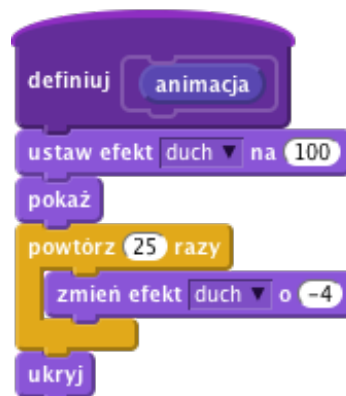 definiuj animacja
ustaw efekt duch na 100
pokaż
powtórz 25 razy
zmień efekt duch o -4
ukryj